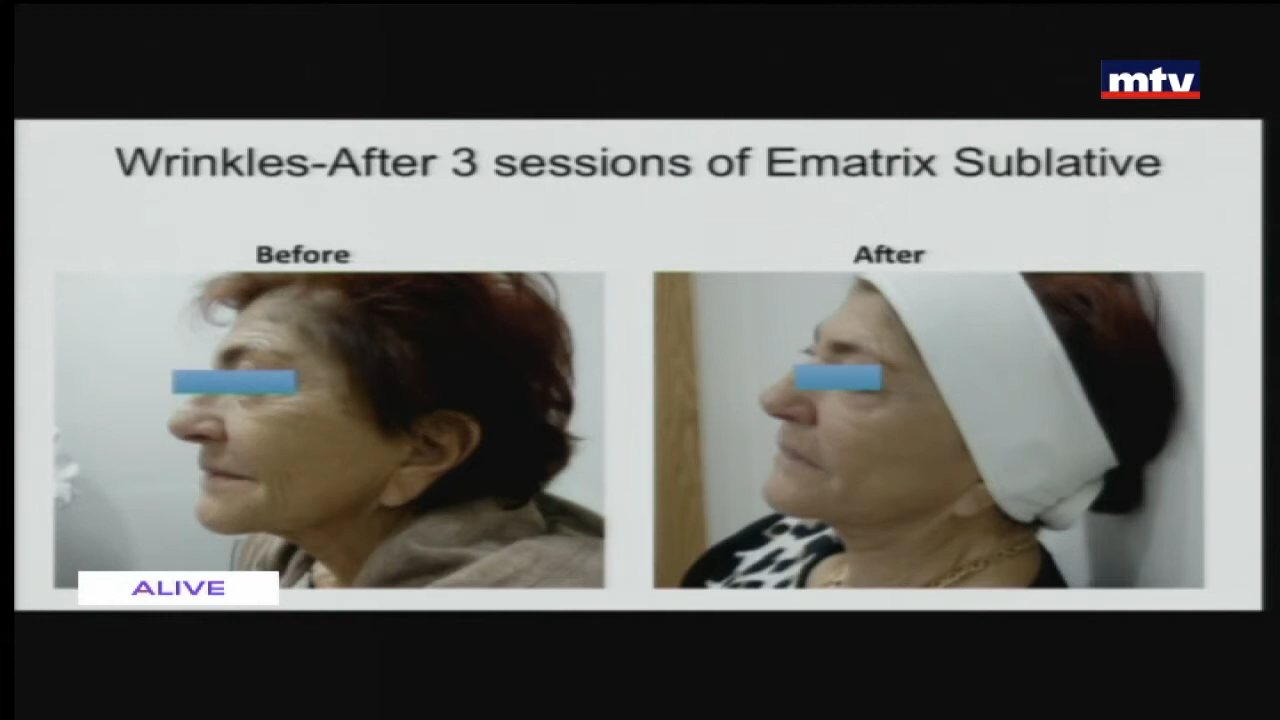 mtv
Wrinkles-After 3 sessions of Ematrix Sublative
Before
After
ALIVE